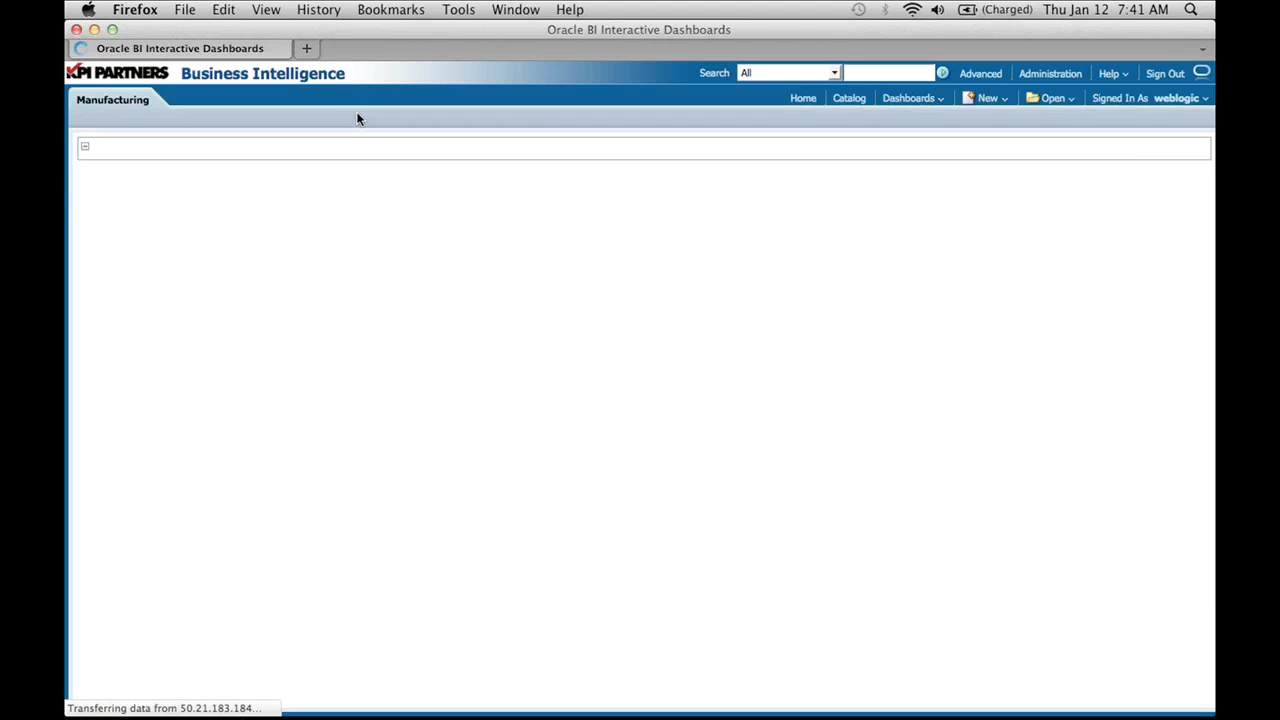 Firefox File Edit View History Bookmarks Tools Window Help (Charged) Thu Jan 12 7:41 AM
Oracle BI Interactive Dashboards
Oracle BI Interactive Dashboards +
KPI PARTNERS Business Intelligence Search All Advanced Administration Help Sign Out
Manufacturing Home Catalog Dashboards New Open Signed In As weblogic
Transferring data from 50.21.183.184...